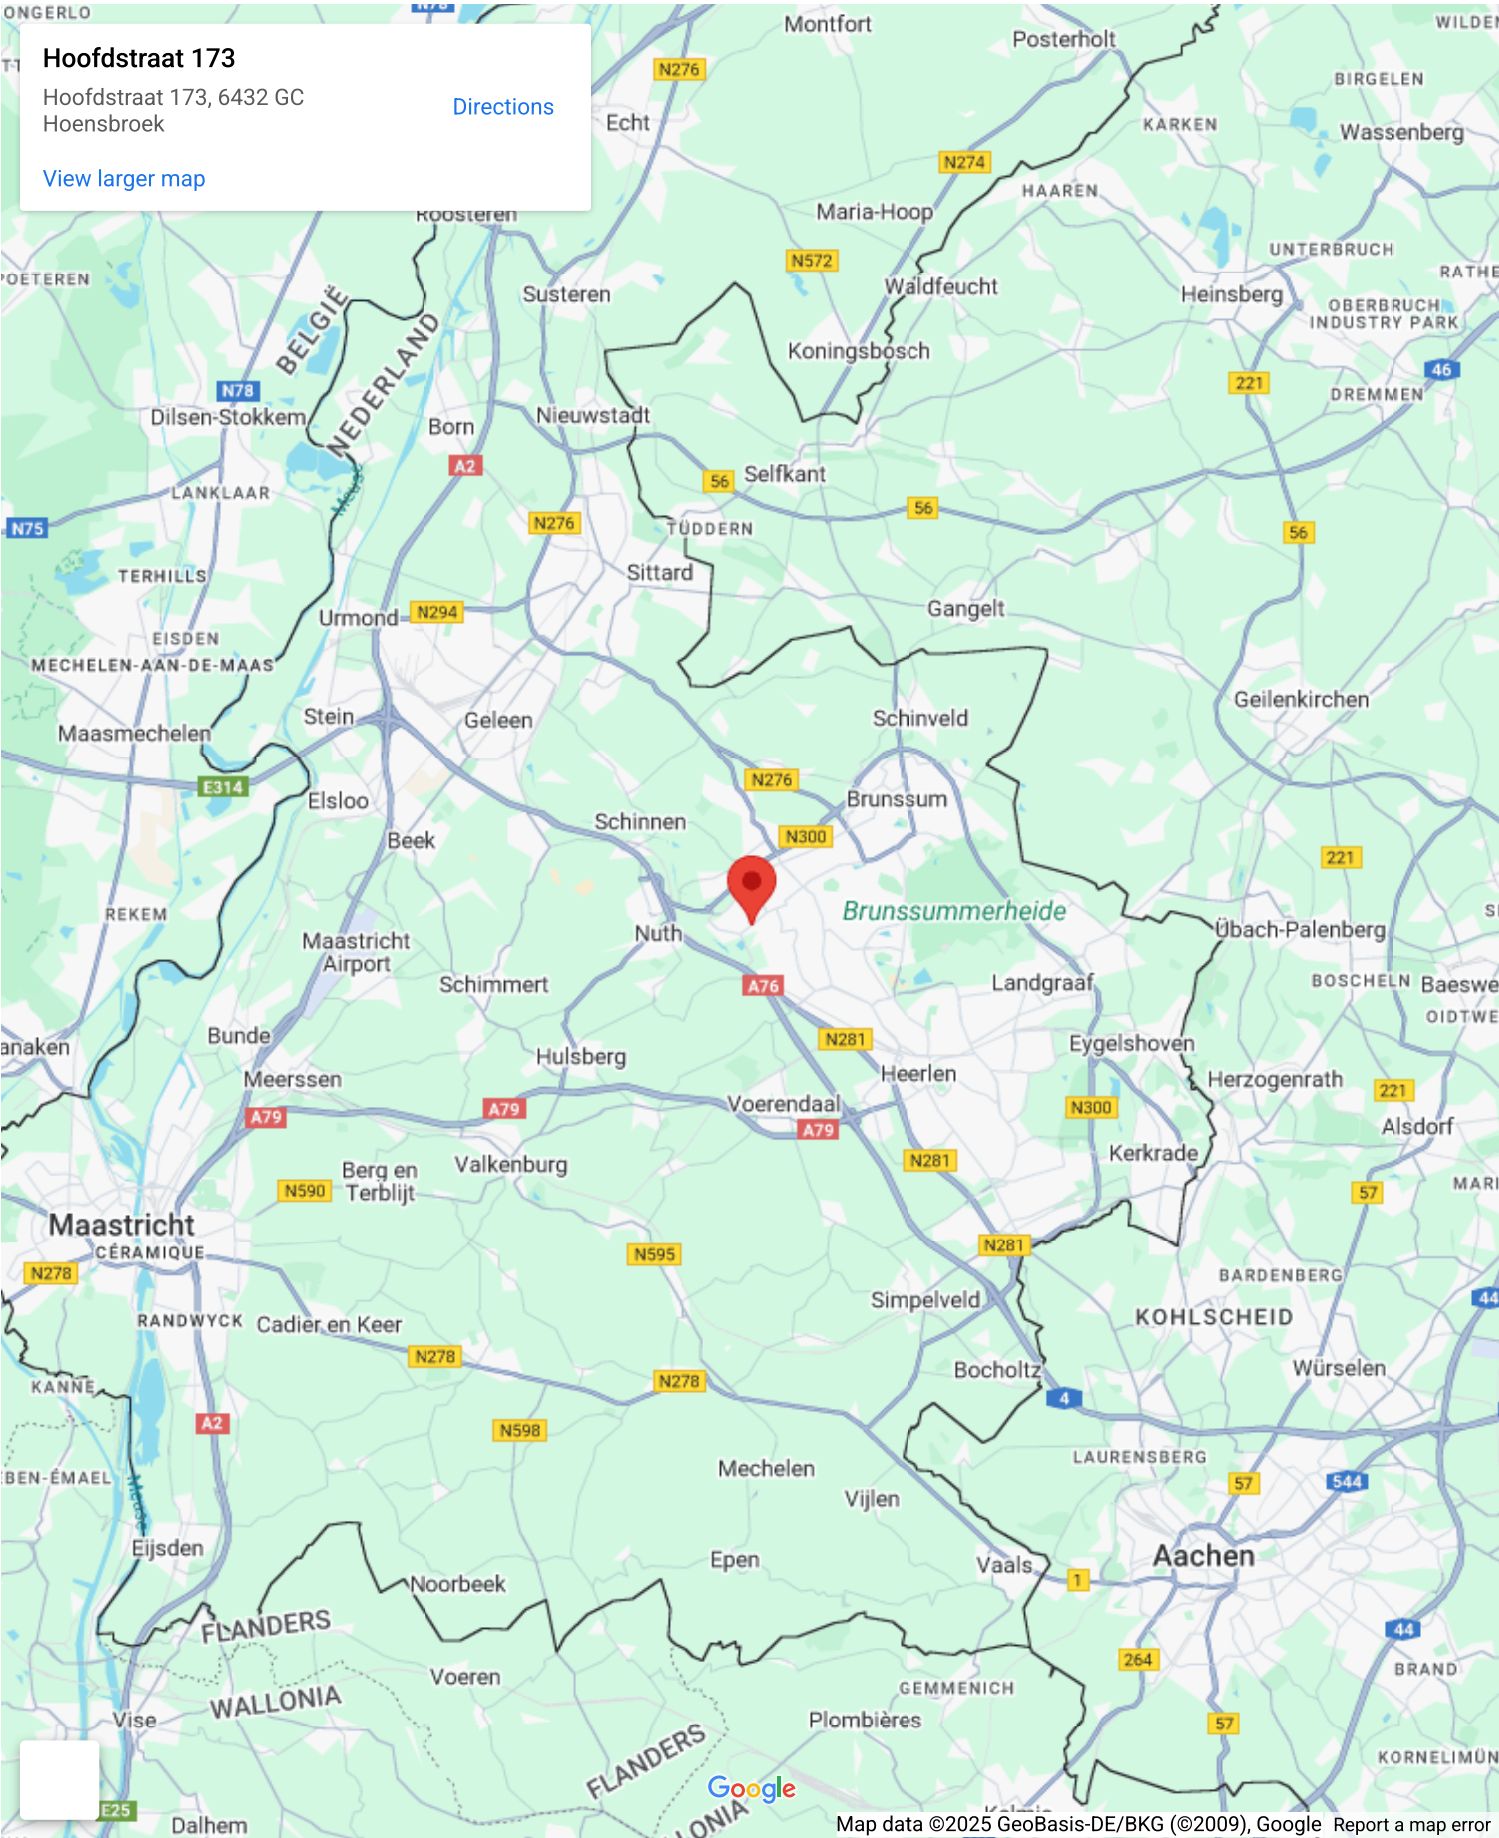 ONGERLO
N78
Montfort
Posterholt
Hoofdstraat 173
Hoofdstraat 173, 6432 GC
Hoensbroek
Directions
View larger map
N276
BIRGELEN
Echt
KARKEN
Wassenberg
N274
HAAREN
Roosteren
Maria-Hoop
UNTERBRUCH
N572
Waldfeucht
Susteren
Heinsberg
OBERBRUCH
INDUSTRY PARK
BELGIË
NEDERLAND
Koningsbosch
46
221
N78
DREMMEN
Dilsen-Stokkem
Born
Nieuwstadt
A2
Selfkant
56
LANKLAAR
Meuse
56
N75
N276
TÜDDERN
56
TERHILLS
Sittard
Urmond
N294
Gangelt
EISDEN
MECHELEN-AAN-DE-MAAS
Geilenkirchen
Stein
Geleen
Schinveld
Maasmechelen
E314
N276
Elsloo
Brunssum
Schinnen
Beek
N300
221
REKEM
Brunssummerheide
Nuth
Übach-Palenberg
Maastricht
Airport
Schimmert
A76
Landgraaf
BOSCHELN
Bunde
N281
Eygelshoven
Hulsberg
Heerlen
Meerssen
Herzogenrath
221
Voerendaal
A79
A79
N300
A79
Alsdorf
Kerkrade
Berg en
Terblijt
Valkenburg
N281
N590
57
Maastricht
CÉRAMIQUE
N281
N595
N278
BARDENBERG
Simpelveld
44
RANDWYCK
Cadier en Keer
KOHLSCHEID
N278
Bocholtz
Würselen
KANNE
N278
4
A2
N598
LAURENSBERG
Mechelen
57
544
Meuse
Vijlen
Eijsden
Epen
Vaals
Aachen
Noorbeek
1
FLANDERS
44
264
Voeren
BRAND
GEMMENICH
WALLONIA
Vise
Plombières
57
FLANDERS
Google
E25
Dalhem
Map data ©2025 GeoBasis-DE/BKG (©2009), Google
Report a map error